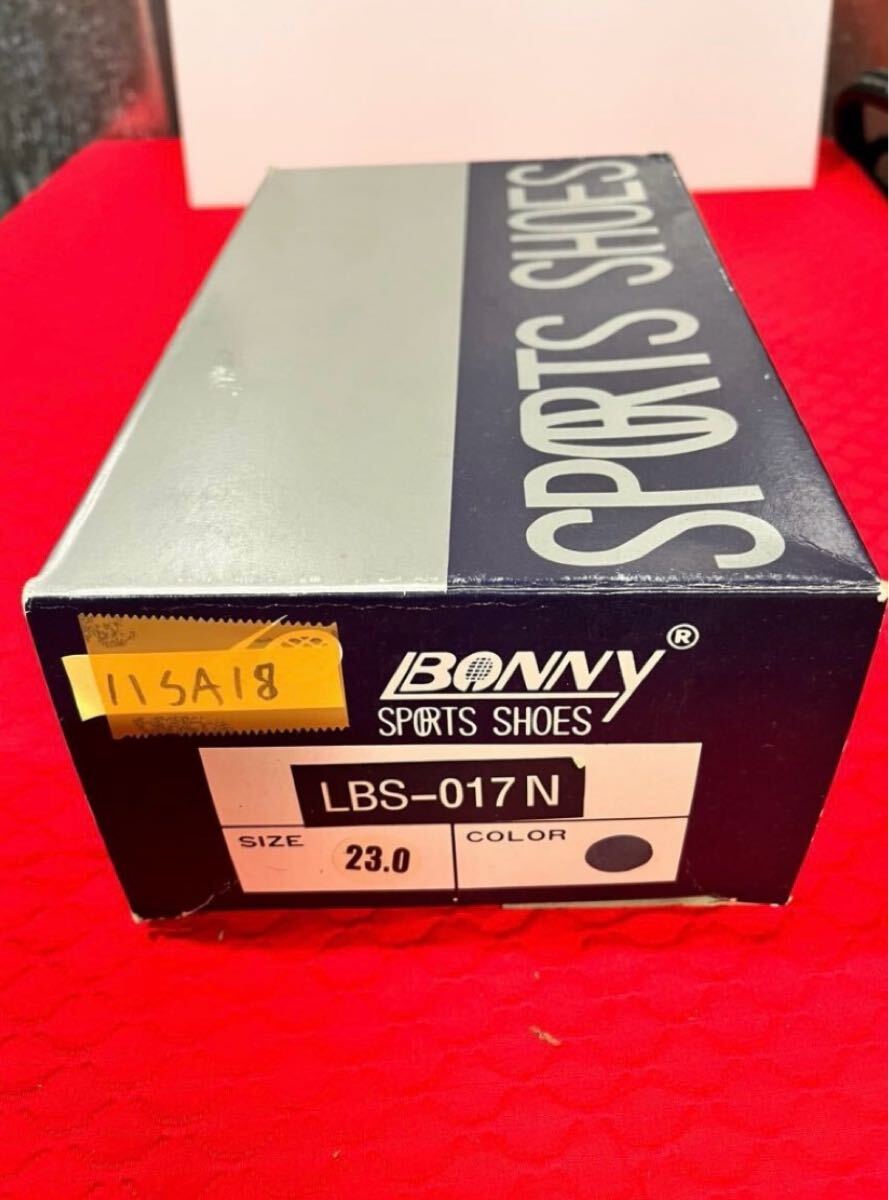 SPORTS SHOES
11SA18
BONNY®
SPORTS SHOES
LBS-017N
SIZE 23.0 COLOR